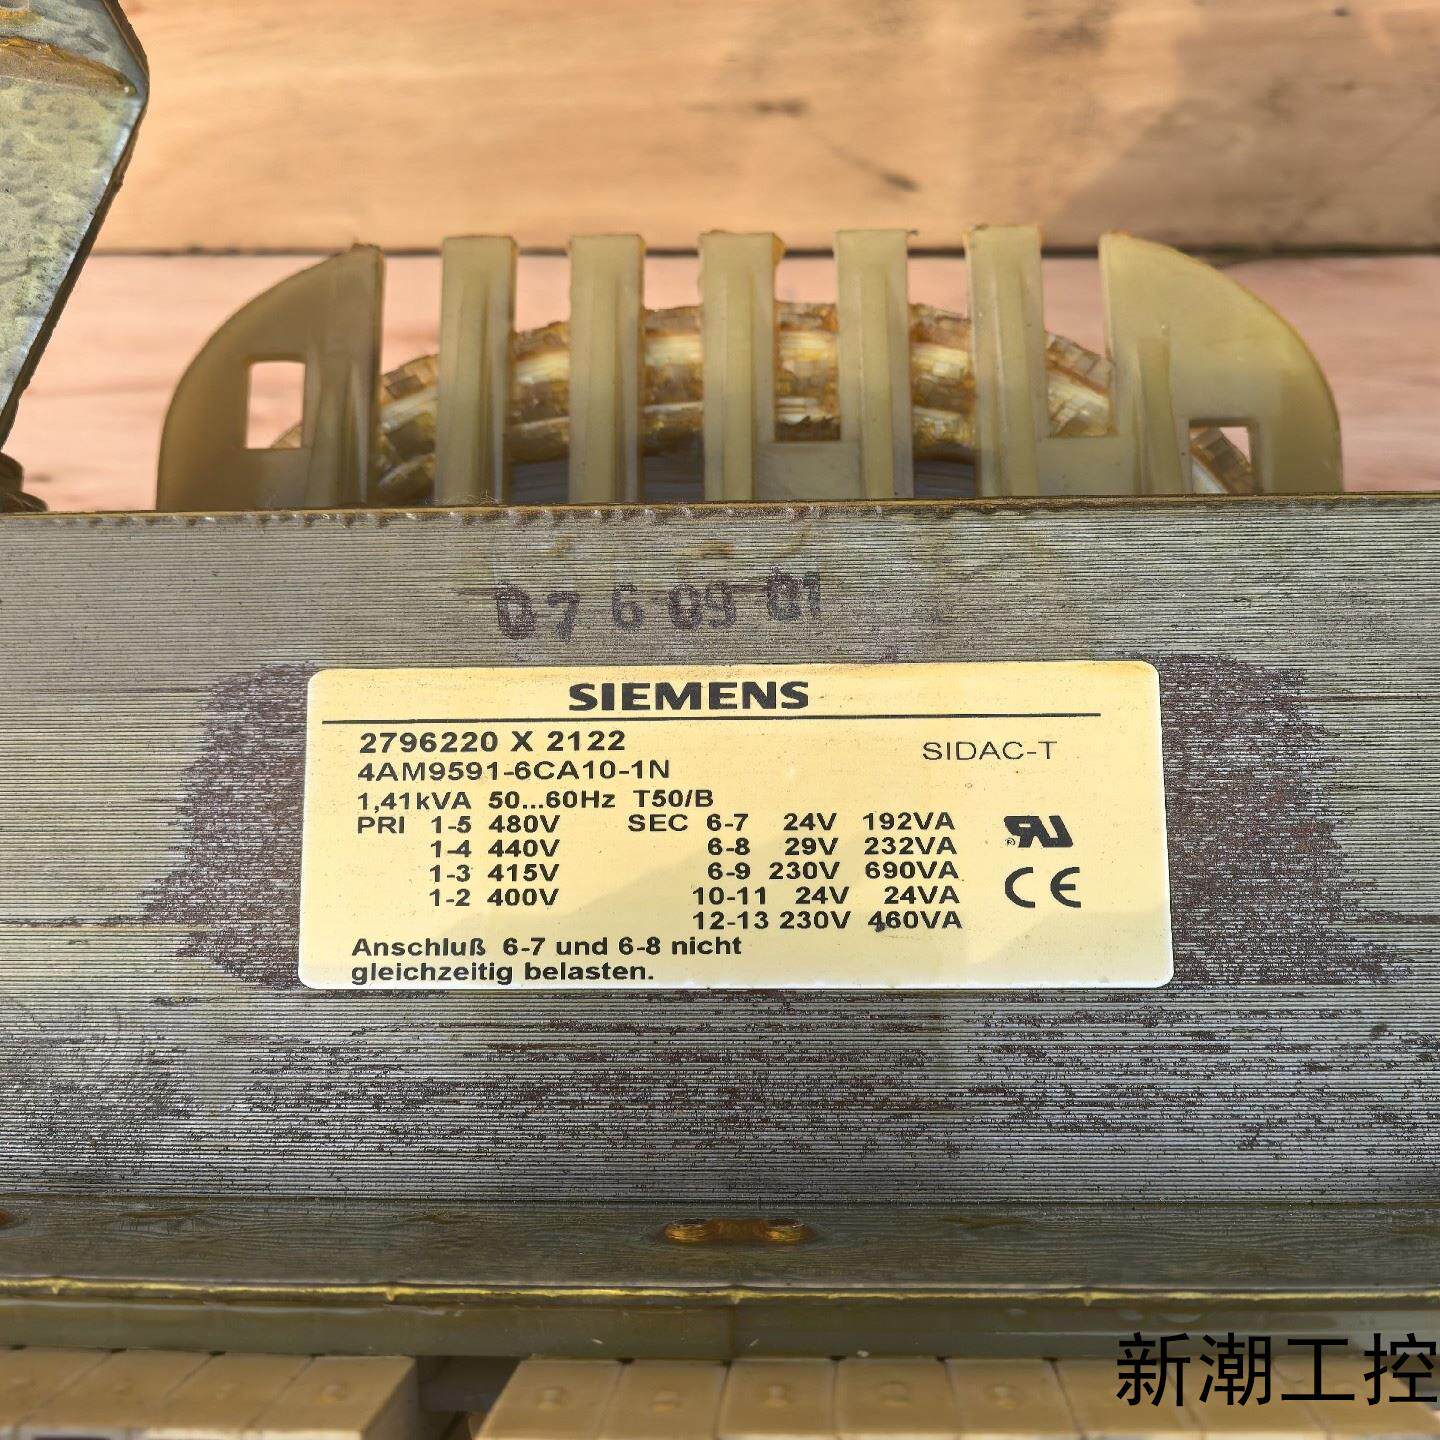 07 6 09 01
SIEMENS
2796220 X 2122
SIDAC-T
4AM9591-6CA10-1N
1,41kVA 50...60Hz T50/B
PRI 1-5 480V SEC 6-7 24V 192VA
1-4 440V 6-8 29V 232VA
1-3 415V 6-9 230V 690VA
1-2 400V 10-11 24V 24VA
12-13 230V 460VA
Anschluß 6-7 und 6-8 nicht
gleichzeitig belasten.
新潮工控